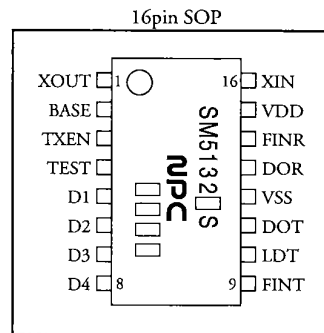 16pin SOP
XOUT 1 16 XIN
BASE VDD
TXEN FINR
TEST DOR
D1 VSS
D2 DOT
D3 LDT
D4 8 9 FINT
SM5132□S
NPC